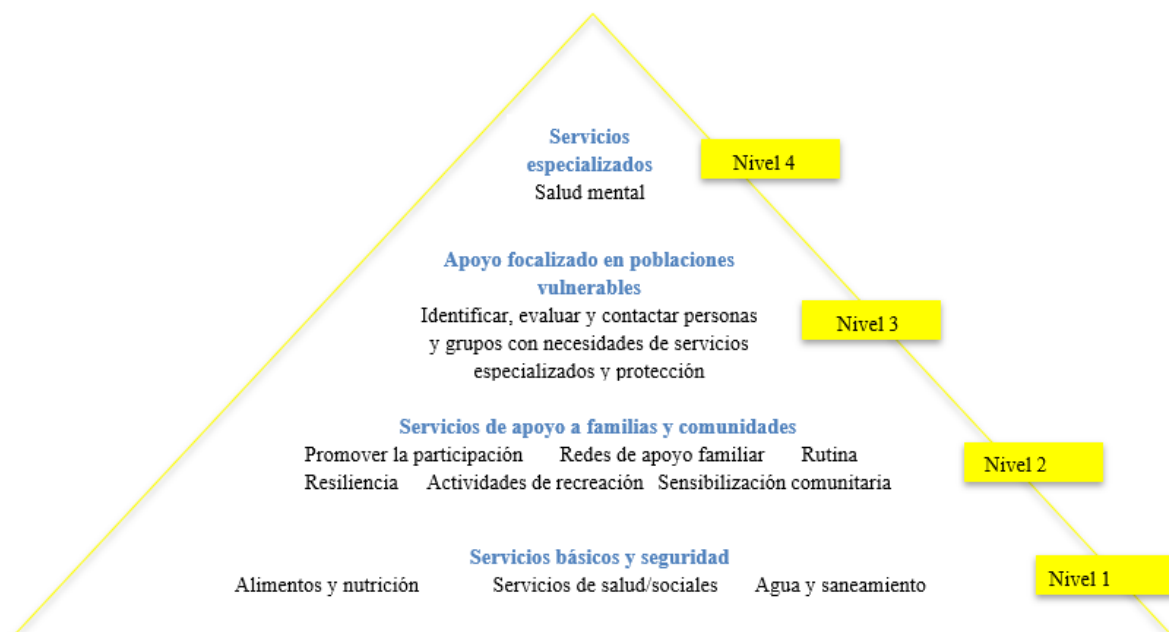 Servicios
especializados
Nivel 4
Salud mental
Apoyo focalizado en poblaciones
vulnerables
Identificar, evaluar y contactar personas
Nivel 3
y grupos con necesidades de servicios
especializados y protección
Servicios de apoyo a familias y comunidades
Promover la participación Redes de apoyo familiar Rutina
Nivel 2
Resiliencia Actividades de recreación Sensibilización comunitaria
Servicios básicos y seguridad
Nivel 1
Alimentos y nutrición Servicios de salud/sociales Agua y saneamiento